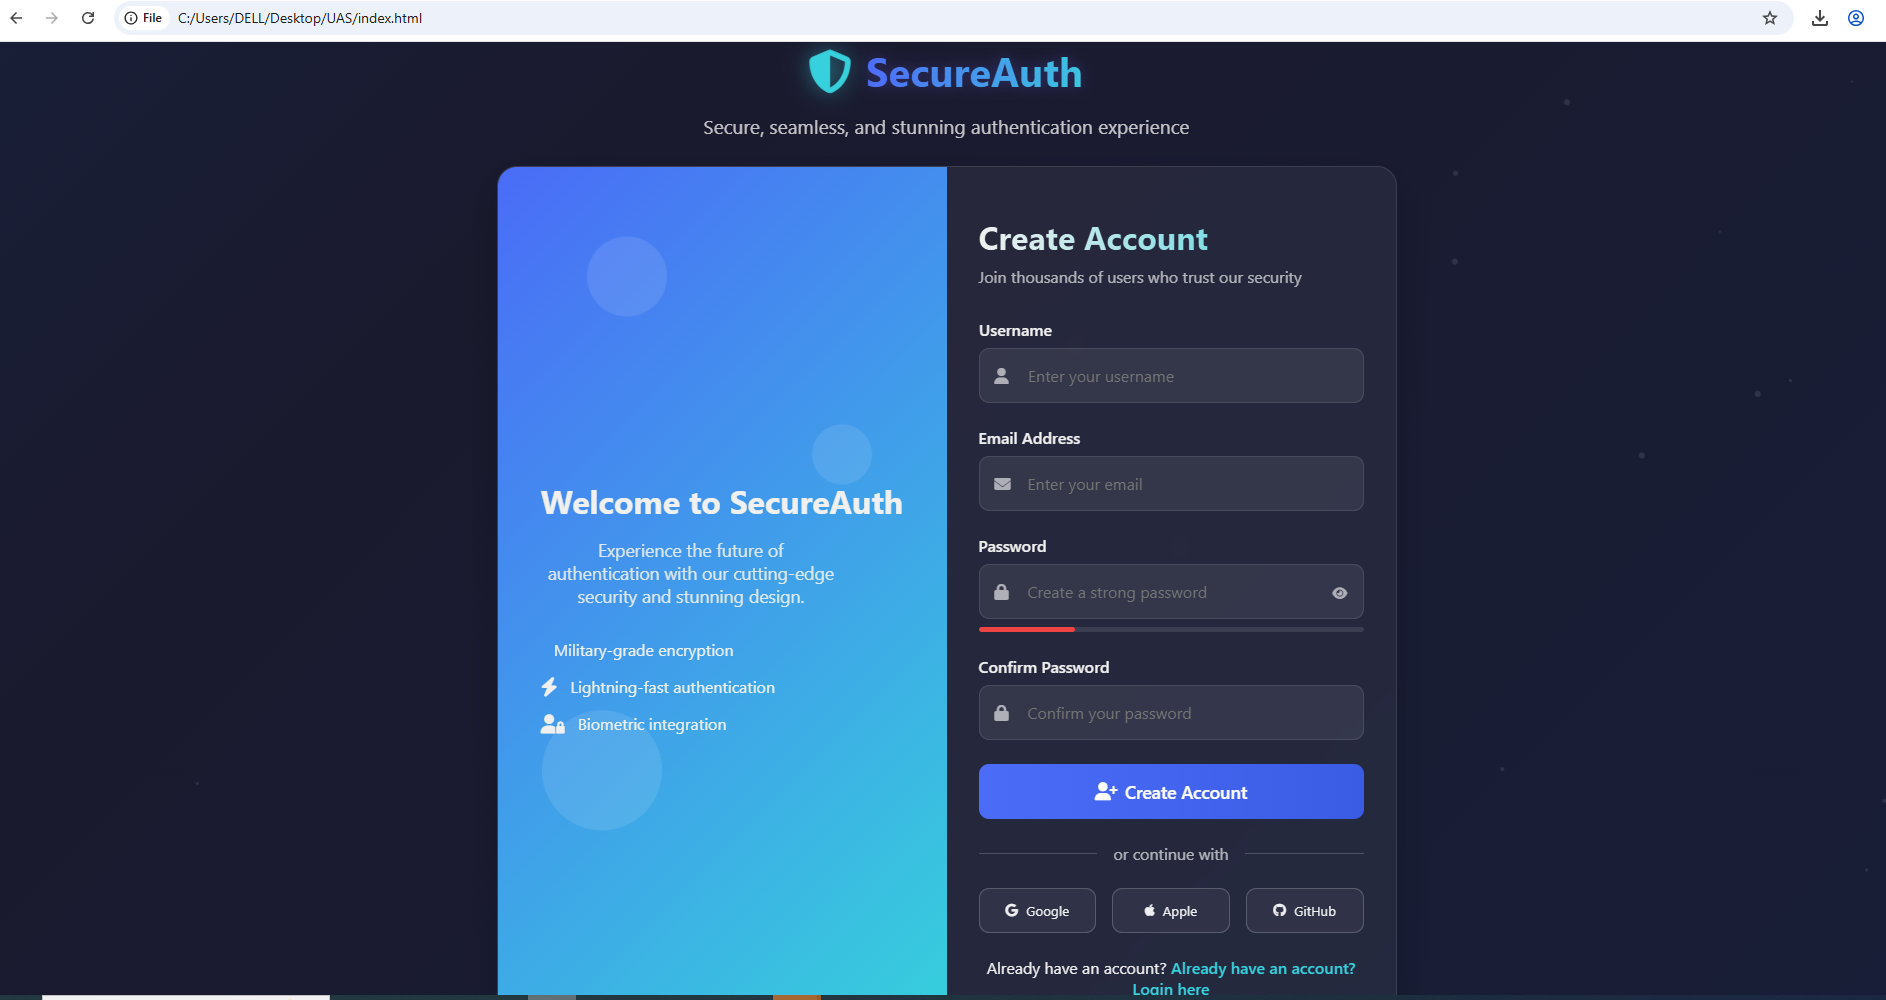 File C:/Users/DELL/Desktop/UAS/index.html
SecureAuth
Secure, seamless, and stunning authentication experience
Welcome to SecureAuth
Experience the future of
authentication with our cutting-edge
security and stunning design.
Military-grade encryption
Lightning-fast authentication
Biometric integration
Create Account
Join thousands of users who trust our security
Username
Enter your username
Email Address
Enter your email
Password
Create a strong password
Confirm Password
Confirm your password
Create Account
or continue with
Google Apple GitHub
Already have an account? Already have an account?
Login here